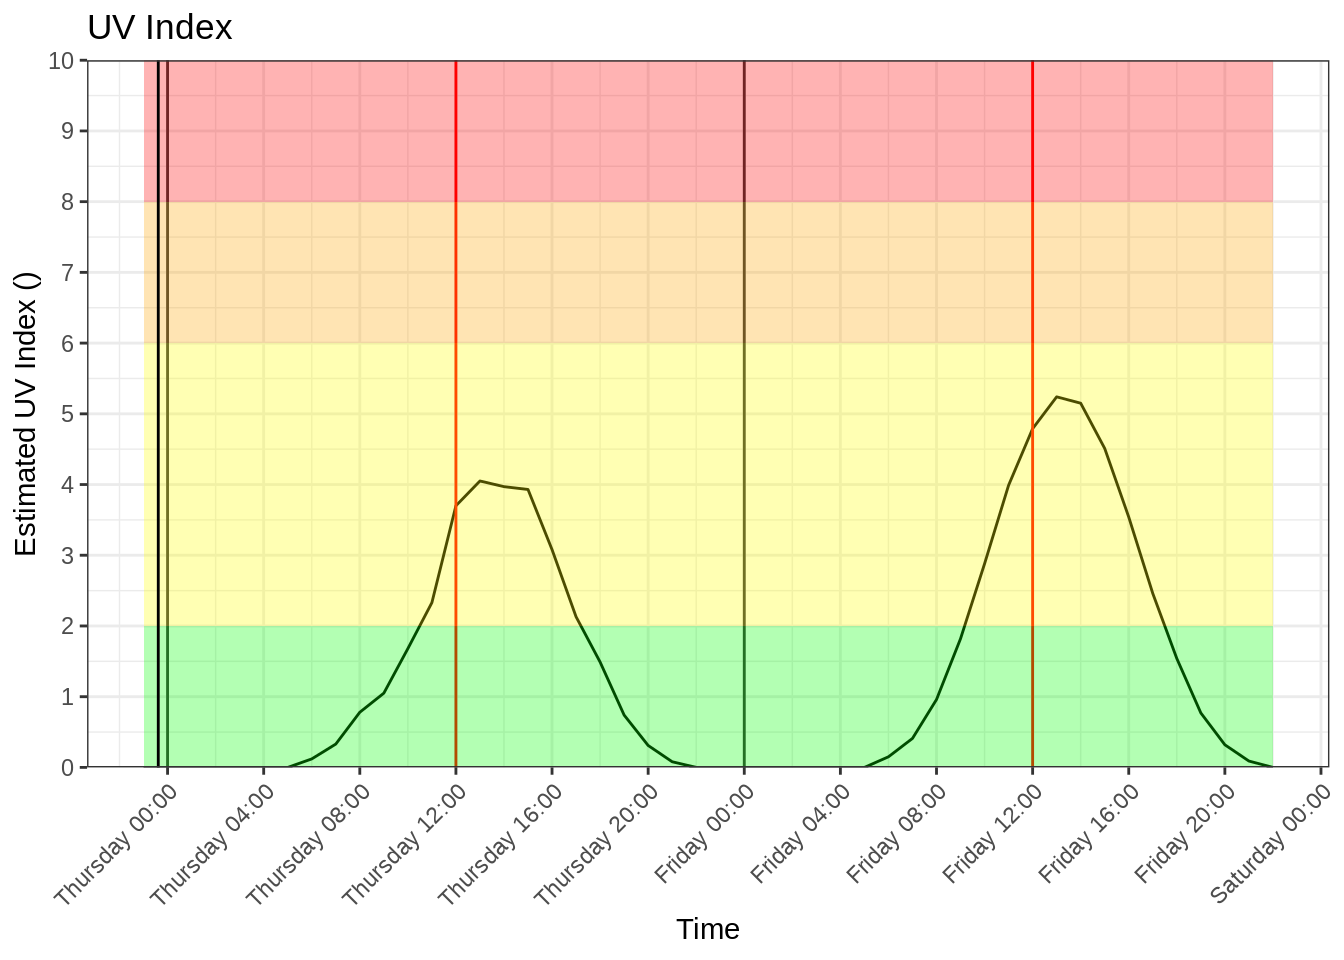 UV Index
Estimated UV Index ()
10
9
8
7
6
5
4
3
2
1
0
Thursday 00:00
Thursday 04:00
Thursday 08:00
Thursday 12:00
Thursday 16:00
Thursday 20:00
Friday 00:00
Friday 04:00
Friday 08:00
Friday 12:00
Friday 16:00
Friday 20:00
Saturday 00:00
Time